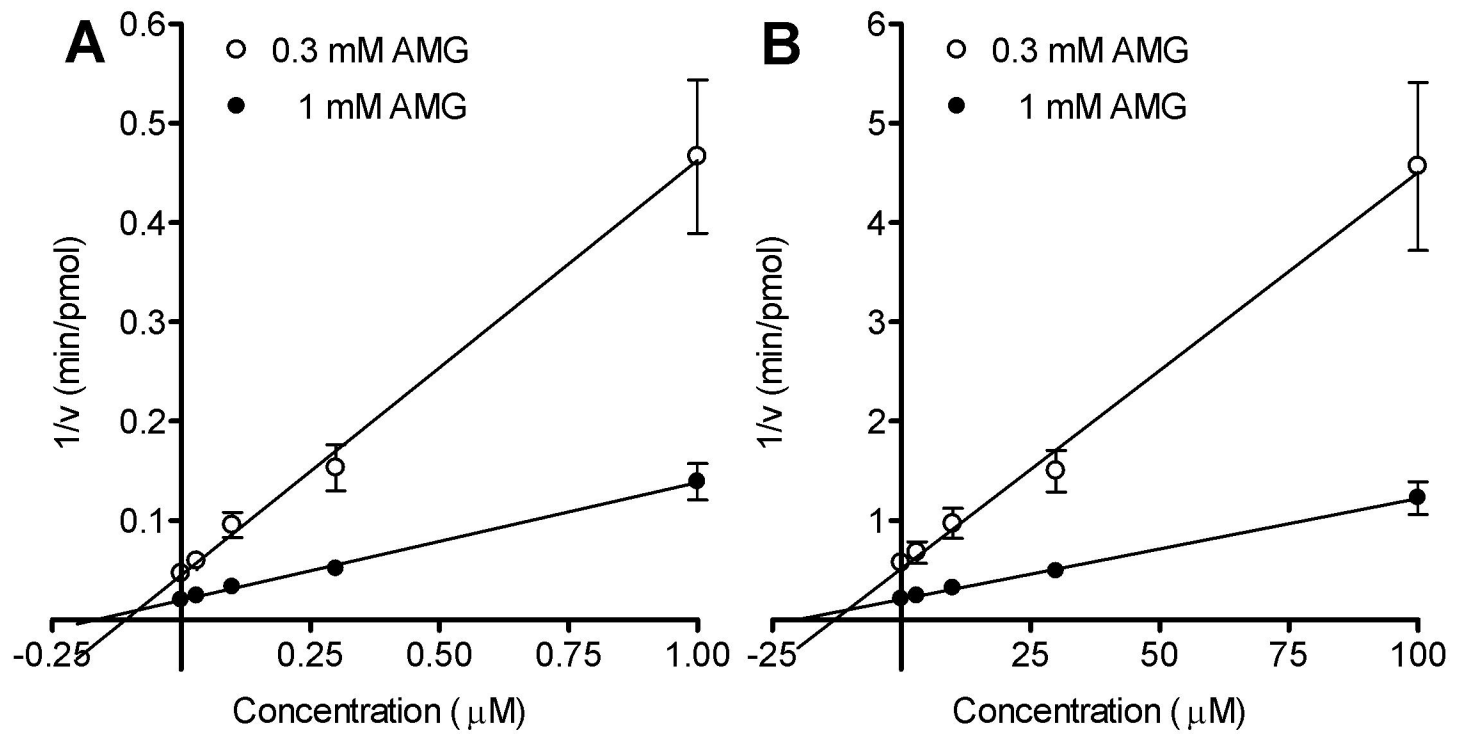 A
0.3 mM AMG
1 mM AMG
0.6
0.5
0.4
0.3
0.2
0.1
1/v (min/pmol)
-0.25 0.25 0.50 0.75 1.00
Concentration ( μM)
B
0.3 mM AMG
1 mM AMG
6
5
4
3
2
1
1/v (min/pmol)
-25 25 50 75 100
Concentration ( μM)